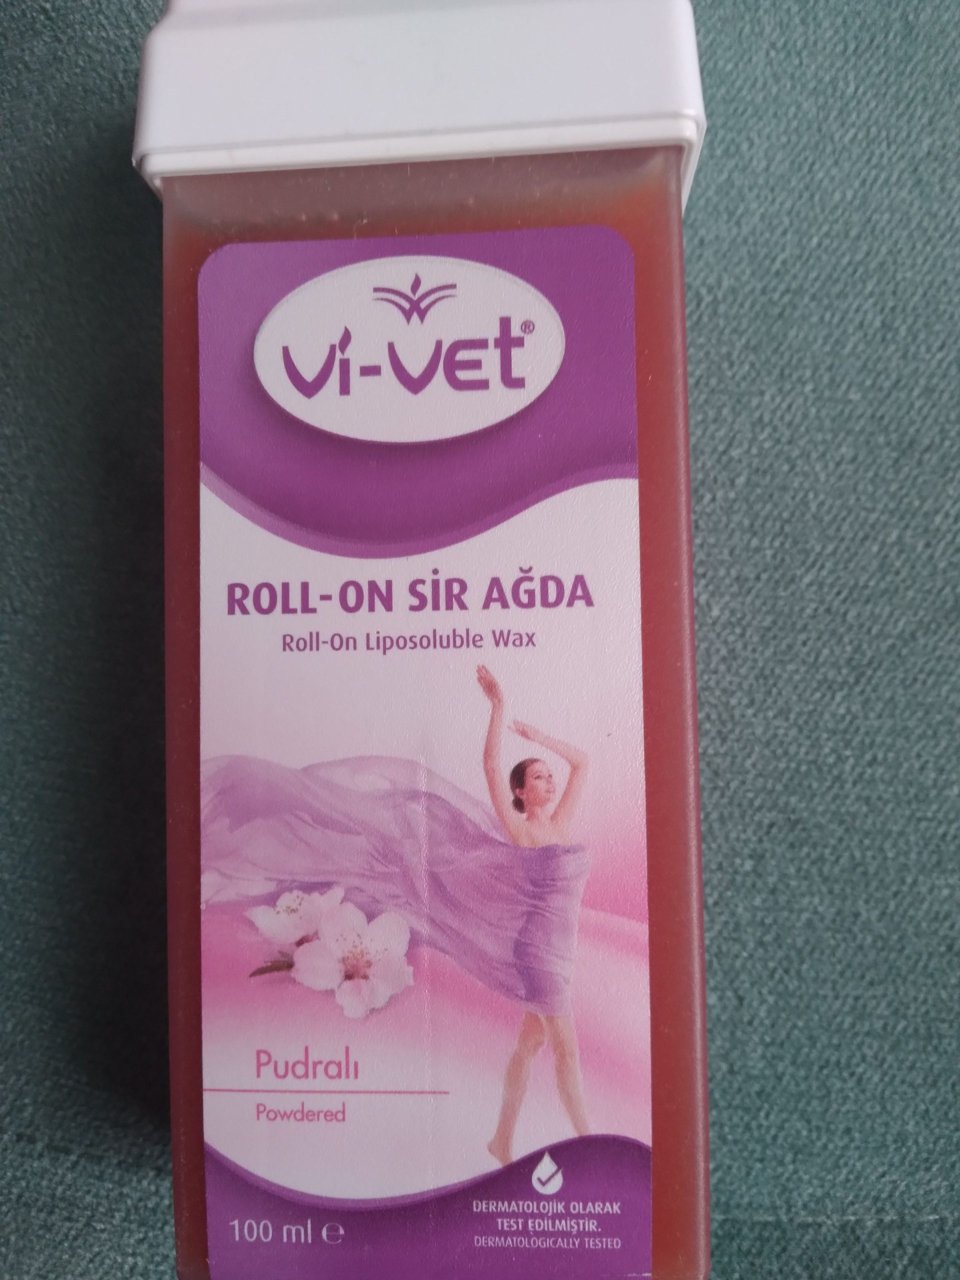 Vi-VEt®
ROLL-ON SİR AĞDA
Roll-On Liposoluble Wax
Pudralı
Powdered
100 ml ℮
DERMATOLOJİK OLARAK
TEST EDİLMİŞTİR.
DERMATOLOGICALLY TESTED